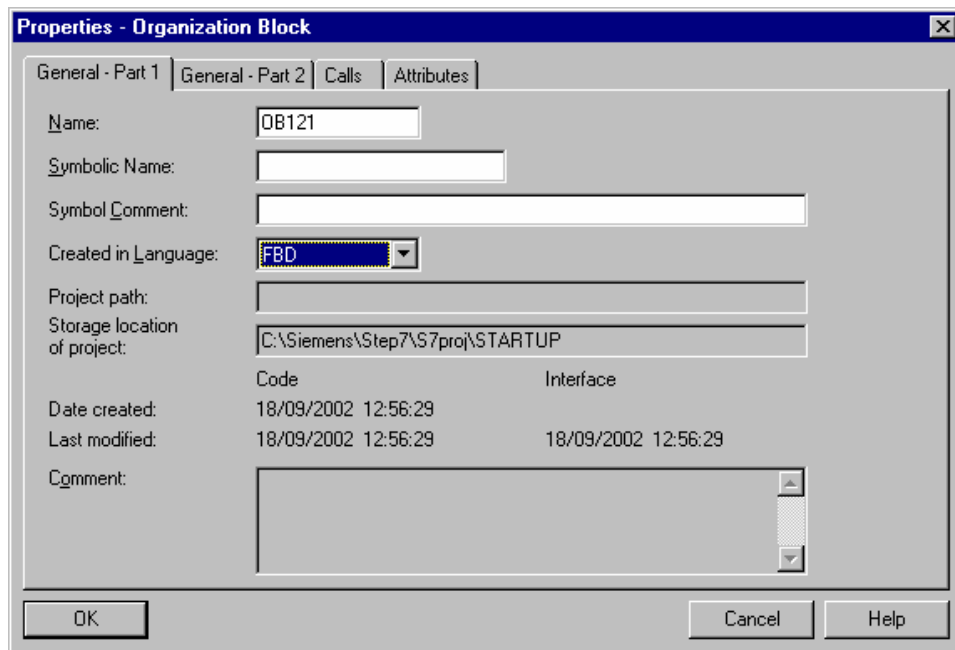 Properties - Organization Block
General - Part 1 General - Part 2 Calls Attributes
Name: OB121
Symbolic Name:
Symbol Comment:
Created in Language: FBD
Project path:
Storage location
of project: C:\Siemens\Step7\S7proj\STARTUP
Code Interface
Date created: 18/09/2002 12:56:29
Last modified: 18/09/2002 12:56:29 18/09/2002 12:56:29
Comment:
OK Cancel Help